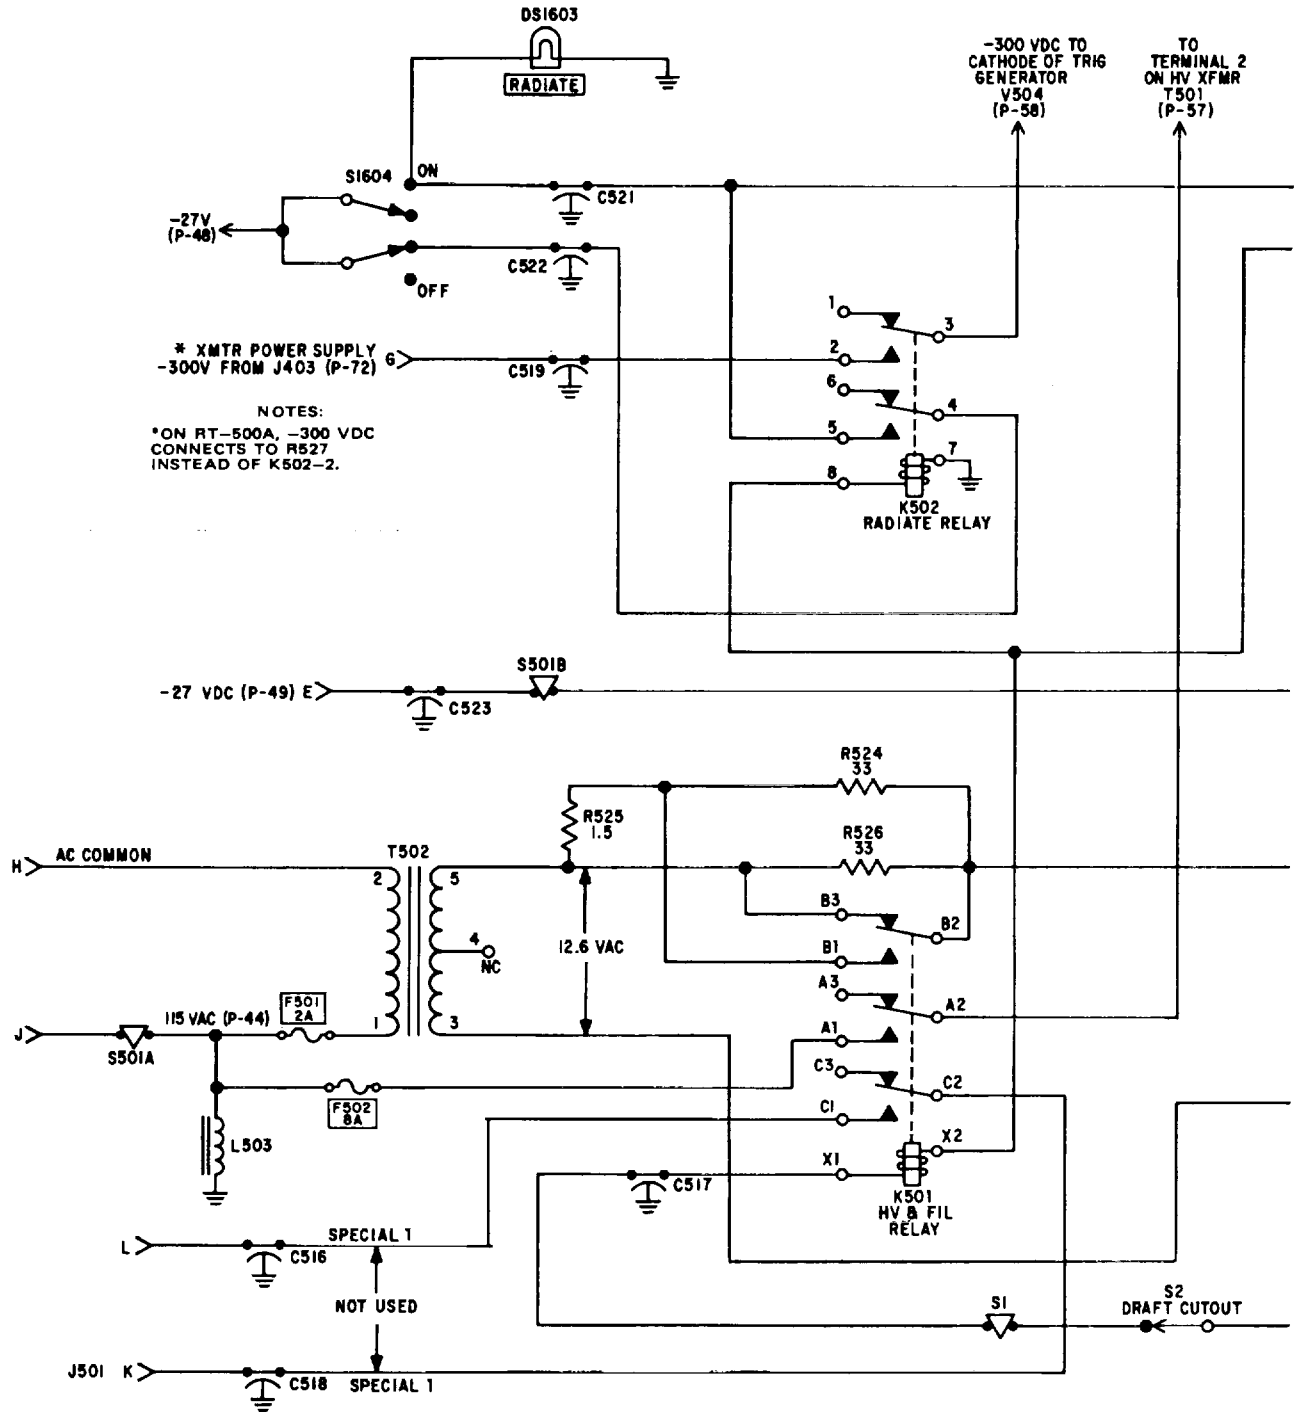 DS1603
RADIATE
-300 VDC TO
CATHODE OF TRIG
GENERATOR
V504
(P-58)
TO
TERMINAL 2
ON HV XFMR
T501
(P-57)
S1604
ON
C521
-27V
(P-48)
C522
OFF
1
3
* XMTR POWER SUPPLY
-300V FROM J403 (P-72)
G
C519
2
6
4
NOTES:
*ON RT-500A, -300 VDC
CONNECTS TO R527
INSTEAD OF K502-2.
5
7
8
K502
RADIATE RELAY
S501B
-27 VDC (P-49) E
C523
R524
33
R525
1.5
R526
33
H
AC COMMON
T502
2
5
B3
B2
4
NC
12.6 VAC
B1
A3
A2
F501
2A
115 VAC (P-44)
1
3
J
S501A
A1
C3
C2
F502
8A
C1
L503
X2
X1
C517
K501
HV & FIL
RELAY
L
SPECIAL 1
C516
NOT USED
S1
S2
DRAFT CUTOUT
J501 K
C518
SPECIAL 1